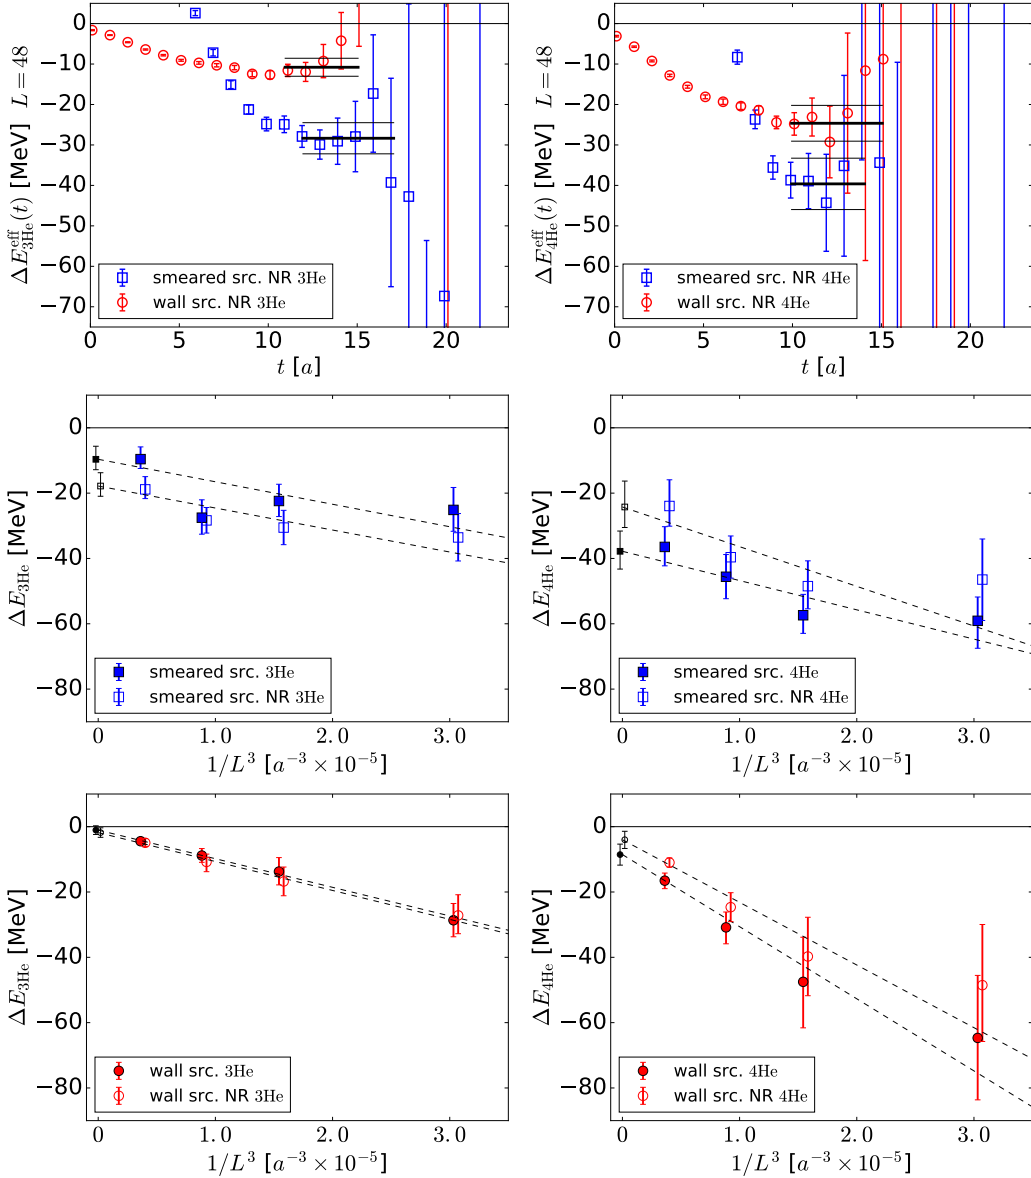 0
−10
−20
−30
−40
−50
−60
−70
ΔE^eff_3He(t) [MeV] L = 48
smeared src. NR 3He
wall src. NR 3He
0 5 10 15 20
t [a]
0
−10
−20
−30
−40
−50
−60
−70
ΔE^eff_4He(t) [MeV] L = 48
smeared src. NR 4He
wall src. NR 4He
0 5 10 15 20
t [a]
0
−20
−40
−60
−80
ΔE_3He [MeV]
smeared src. 3He
smeared src. NR 3He
0 1.0 2.0 3.0
1/L^3 [a^−3 × 10^−5]
0
−20
−40
−60
−80
ΔE_4He [MeV]
smeared src. 4He
smeared src. NR 4He
0 1.0 2.0 3.0
1/L^3 [a^−3 × 10^−5]
0
−20
−40
−60
−80
ΔE_3He [MeV]
wall src. 3He
wall src. NR 3He
0 1.0 2.0 3.0
1/L^3 [a^−3 × 10^−5]
0
−20
−40
−60
−80
ΔE_4He [MeV]
wall src. 4He
wall src. NR 4He
0 1.0 2.0 3.0
1/L^3 [a^−3 × 10^−5]